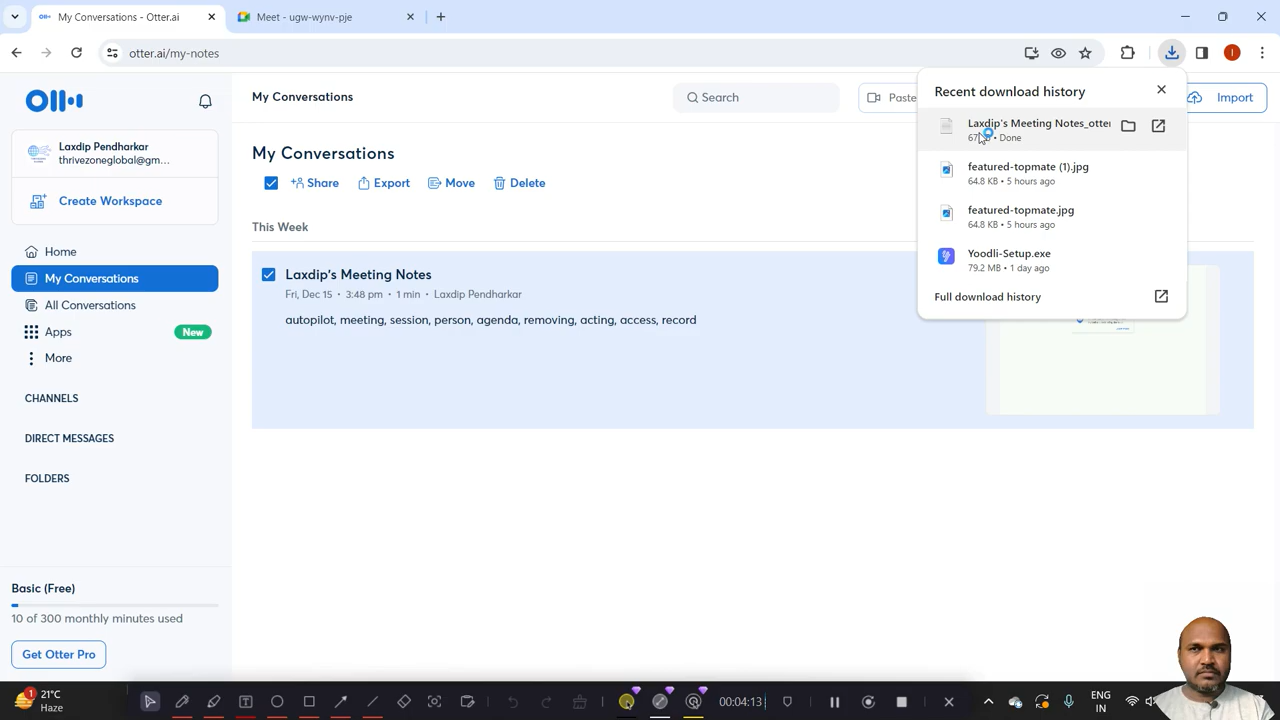 My Conversations - Otter.ai
Meet - ugw-wynv-pje
otter.ai/my-notes
My Conversations
Search
Paste
Import
Laxdip Pendharkar
thrivezoneglobal@gm...
Create Workspace
Home
My Conversations
All Conversations
Apps
New
More
CHANNELS
DIRECT MESSAGES
FOLDERS
Basic (Free)
10 of 300 monthly minutes used
Get Otter Pro
My Conversations
Share
Export
Move
Delete
This Week
Laxdip's Meeting Notes
Fri, Dec 15 • 3:48 pm • 1 min • Laxdip Pendharkar
autopilot, meeting, session, person, agenda, removing, acting, access, record
Recent download history
Laxdip's Meeting Notes_otter
• Done
featured-topmate (1).jpg
64.8 KB • 5 hours ago
featured-topmate.jpg
64.8 KB • 5 hours ago
Yoodli-Setup.exe
79.2 MB • 1 day ago
Full download history
1
21°C
Haze
00:04:13
ENG
IN
I